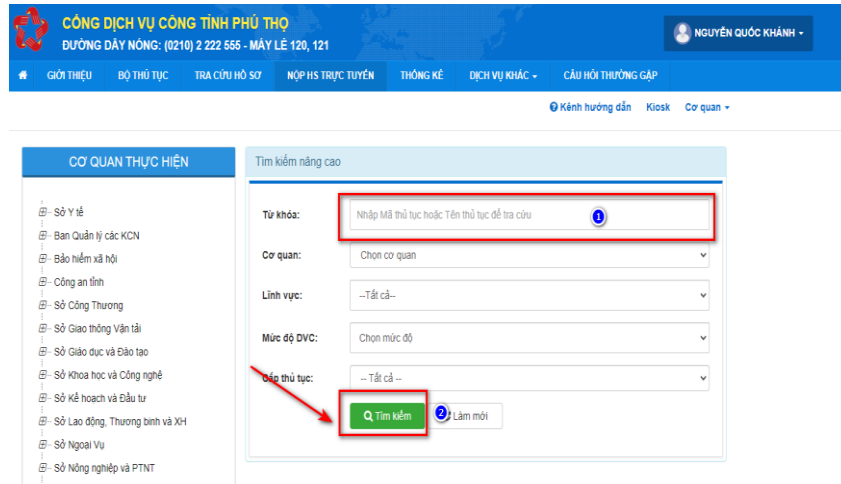 CỔNG DỊCH VỤ CÔNG TỈNH PHÚ THỌ
ĐƯỜNG DÂY NÓNG: (0210) 2 222 555 - MÁY LẺ 120, 121
NGUYỄN QUỐC KHÁNH
GIỚI THIỆU BỘ THỦ TỤC TRA CỨU HỒ SƠ NỘP HS TRỰC TUYẾN THỐNG KÊ DỊCH VỤ KHÁC CÂU HỎI THƯỜNG GẶP
Kênh hướng dẫn Kiosk Cơ quan
CƠ QUAN THỰC HIỆN
Sở Y tế
Ban Quản lý các KCN
Bảo hiểm xã hội
Công an tỉnh
Sở Công Thương
Sở Giao thông Vận tải
Sở Giáo dục và Đào tạo
Sở Khoa học và Công nghệ
Sở Kế hoạch và Đầu tư
Sở Lao động, Thương binh và XH
Sở Ngoại Vụ
Sở Nông nghiệp và PTNT
Tìm kiếm nâng cao
Từ khóa: Nhập Mã thủ tục hoặc Tên thủ tục để tra cứu 1
Cơ quan: Chọn cơ quan
Lĩnh vực: --Tất cả--
Mức độ DVC: Chọn mức độ
Cấp thủ tục: -- Tất cả --
Tìm kiếm 2 Làm mới